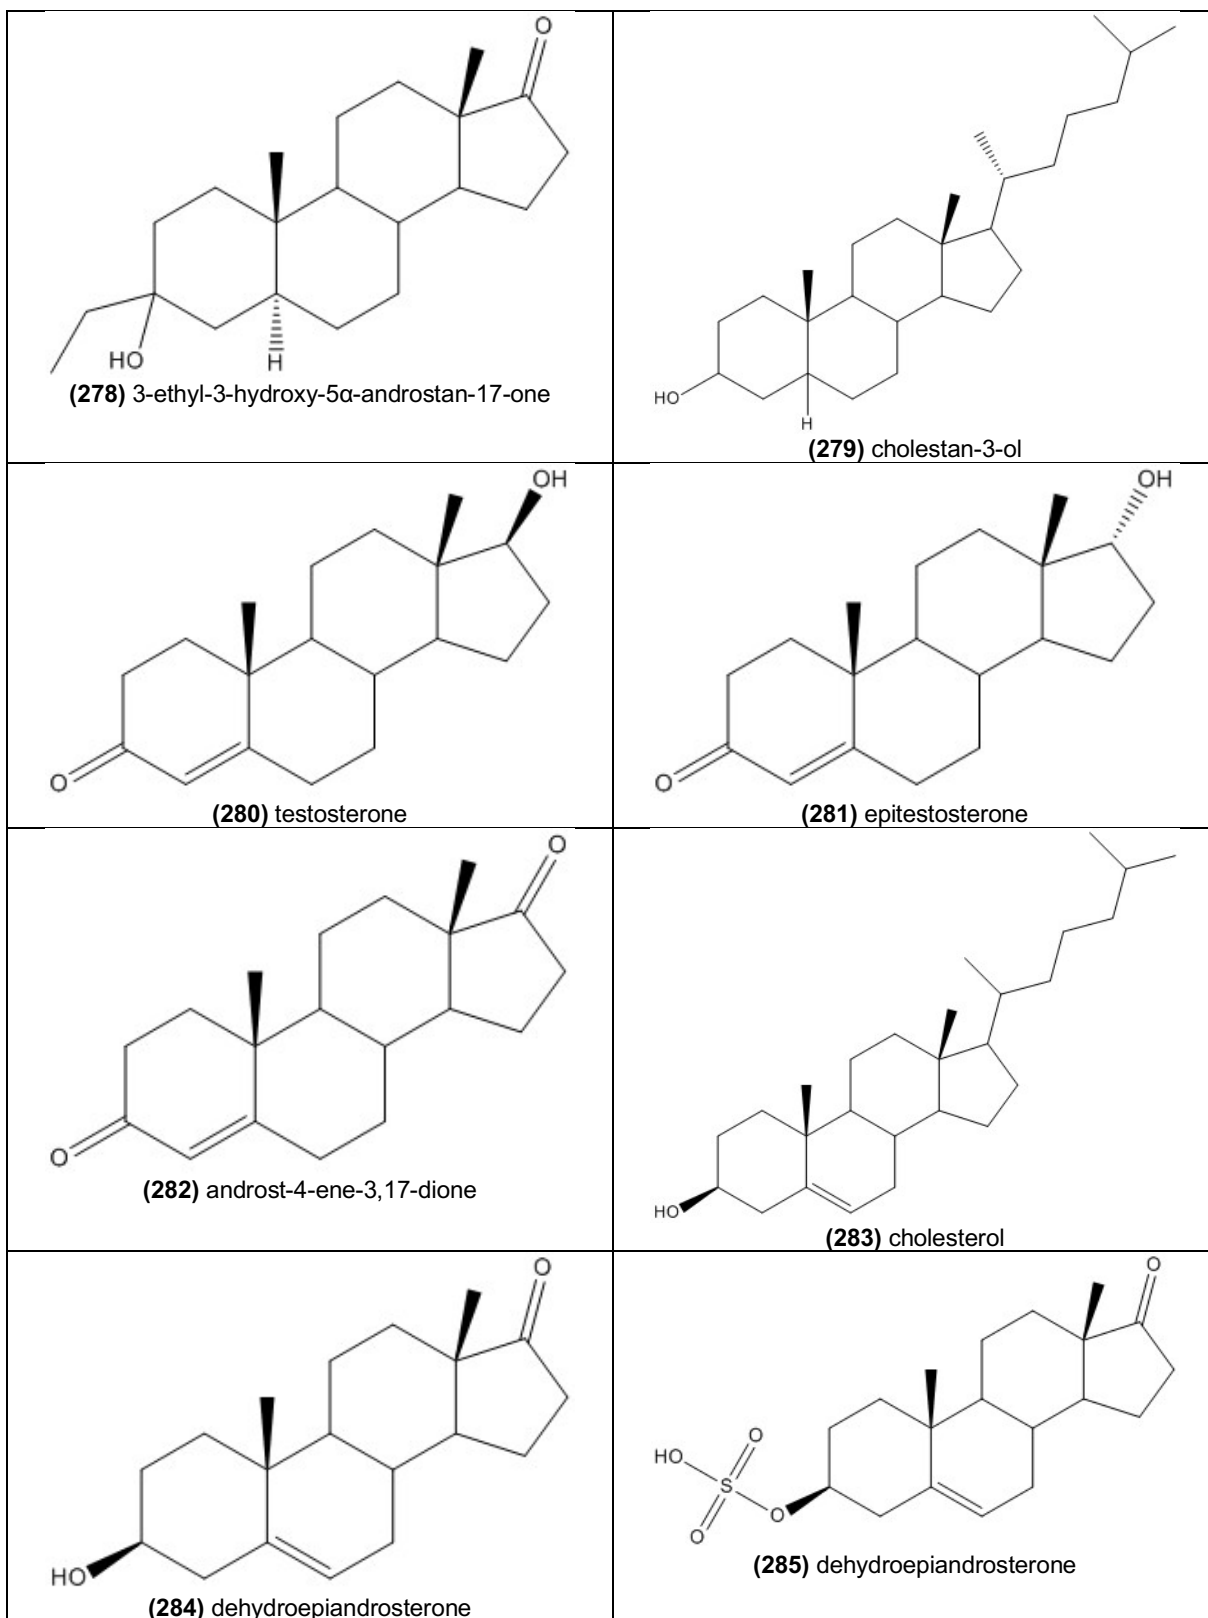 O
HO
H
(278) 3-ethyl-3-hydroxy-5α-androstan-17-one
HO
H
(279) cholestan-3-ol
OH
O
(280) testosterone
OH
O
(281) epitestosterone
O
O
(282) androst-4-ene-3,17-dione
HO
(283) cholesterol
O
HO
(284) dehydroepiandrosterone
O
O
HO
S
O
O
(285) dehydroepiandrosterone